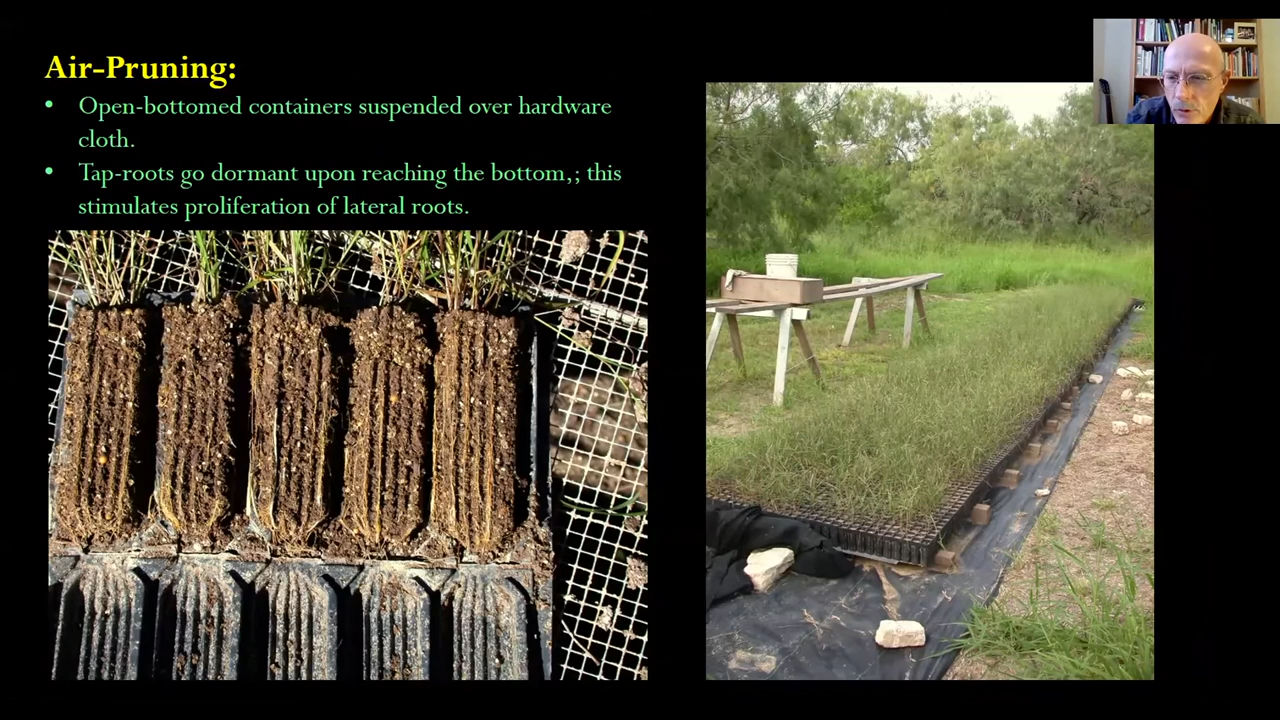 Air-Pruning:
• Open-bottomed containers suspended over hardware
cloth.
• Tap-roots go dormant upon reaching the bottom,; this
stimulates proliferation of lateral roots.